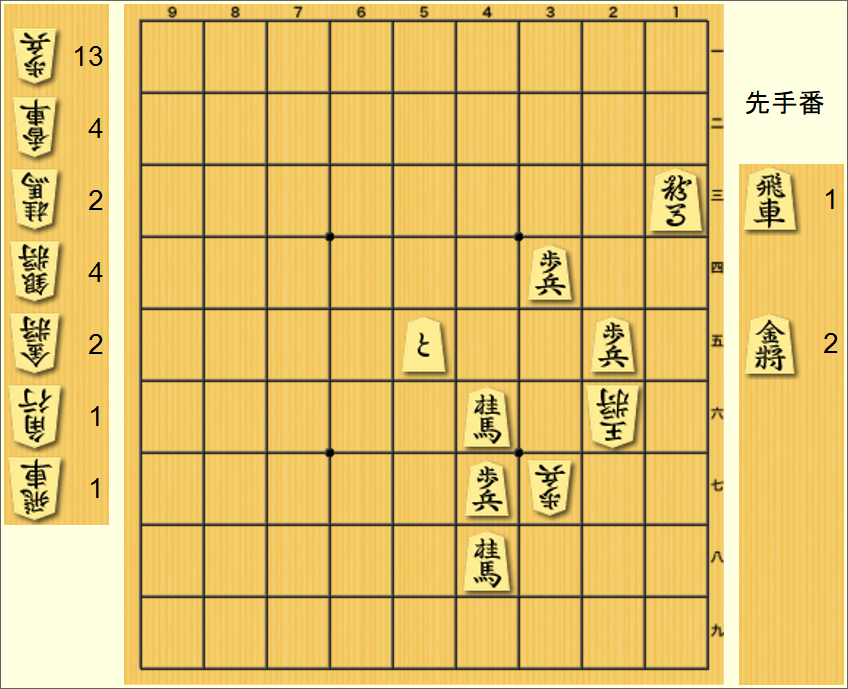 9 8 7 6 5 4 3 2 1
歩兵 13
香車 4
桂馬 2
銀将 4
金将 2
角行 1
飛車 1
一
二
三
四
五
六
七
八
九
龍馬
歩兵
と
歩兵
桂馬
王将
歩兵
歩兵
桂馬
先手番
飛車 1
金将 2